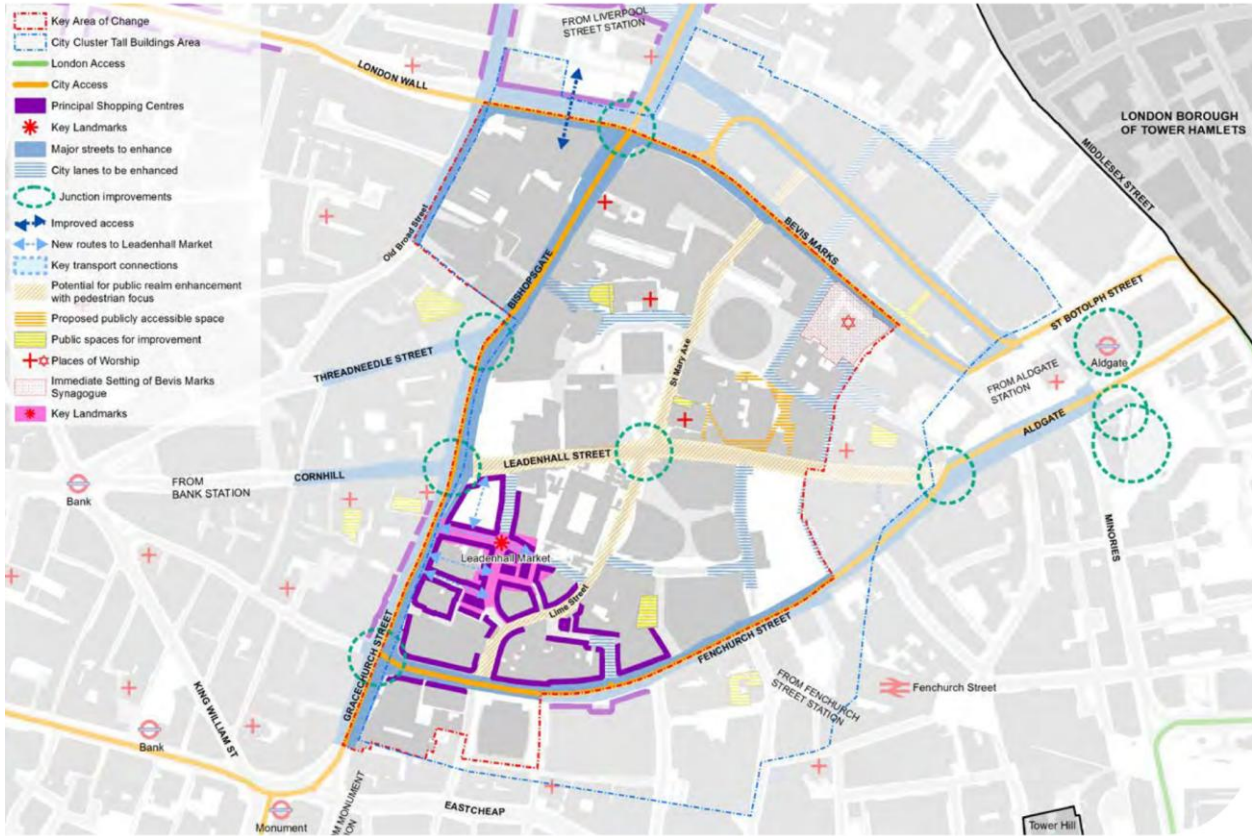 Key Area of Change
City Cluster Tall Buildings Area
London Access
City Access
Principal Shopping Centres
Key Landmarks
Major streets to enhance
City lanes to be enhanced
Junction improvements
Improved access
New routes to Leadenhall Market
Key transport connections
Potential for public realm enhancement
with pedestrian focus
Proposed publicly accessible space
Public spaces for improvement
Places of Worship
Immediate Setting of Bevis Marks
Synagogue
Key Landmarks
FROM LIVERPOOL
STREET STATION
LONDON WALL
LONDON BOROUGH
OF TOWER HAMLETS
MIDDLESEX STREET
Old Broad Street
BISHOPSGATE
BEVIS MARKS
ST BOTOLPH STREET
THREADNEEDLE STREET
St Mary Axe
Aldgate
FROM ALDGATE
STATION
ALDGATE
LEADENHALL STREET
CORNHILL
FROM
BANK STATION
Bank
MINORIES
Leadenhall Market
Lime Street
GRACECHURCH STREET
FENCHURCH STREET
FROM FENCHURCH
STREET STATION
Fenchurch Street
KING WILLIAM ST
Bank
Monument
OM MONUMENT
ION
EASTCHEAP
Tower Hill